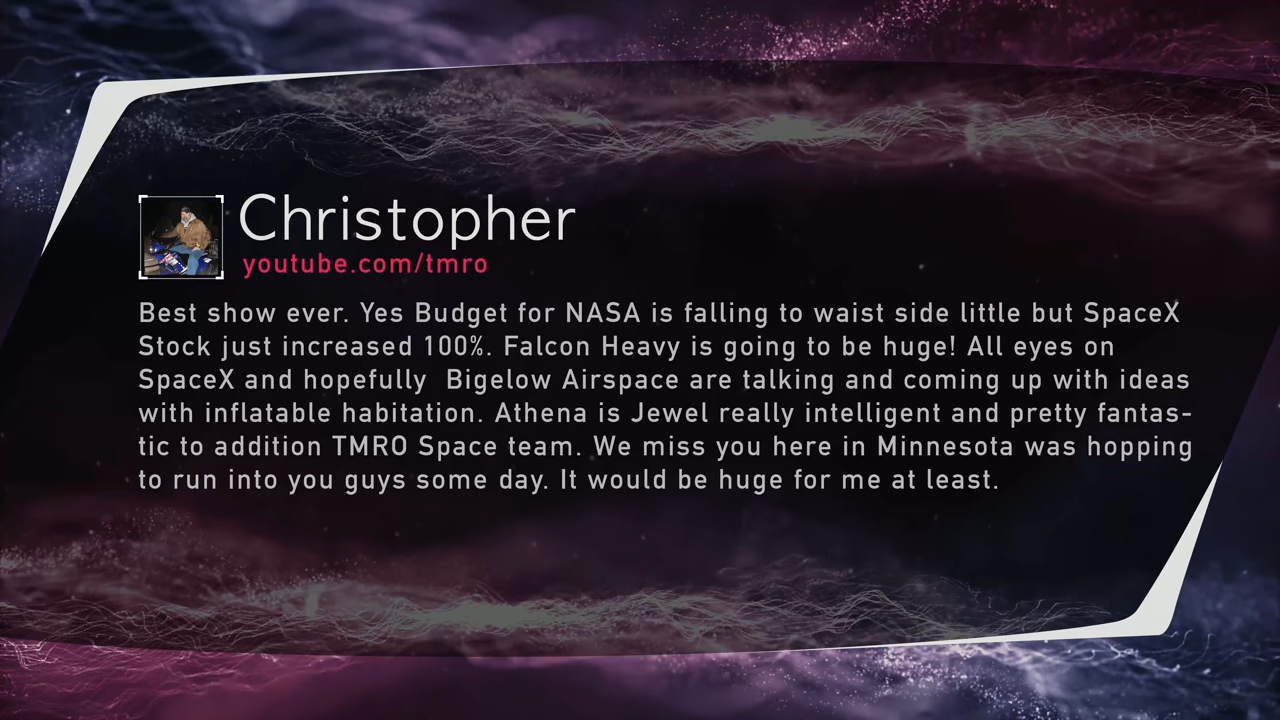 Christopher
youtube.com/tmro
Best show ever. Yes Budget for NASA is falling to waist side little but SpaceX
Stock just increased 100%. Falcon Heavy is going to be huge! All eyes on
SpaceX and hopefully  Bigelow Airspace are talking and coming up with ideas
with inflatable habitation. Athena is Jewel really intelligent and pretty fantas-
tic to addition TMRO Space team. We miss you here in Minnesota was hopping
to run into you guys some day. It would be huge for me at least.